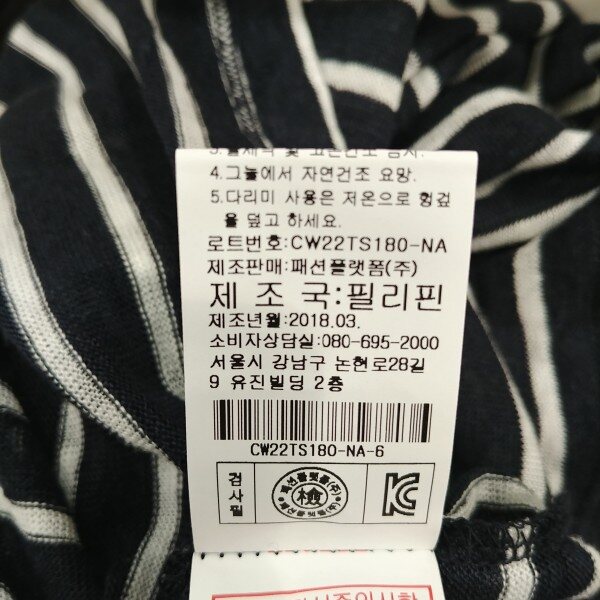 4.그늘에서 자연건조 요망.
5.다리미 사용은 저온으로 헝겊
을 덮고 하세요.
로트번호:CW22TS180-NA
제조판매:패션플랫폼(주)
제 조 국:필리핀
제조년월:2018.03.
소비자상담실:080-695-2000
서울시 강남구 논현로28길
9 유진빌딩 2층
CW22TS180-NA-6
검
사
필
檢
KC